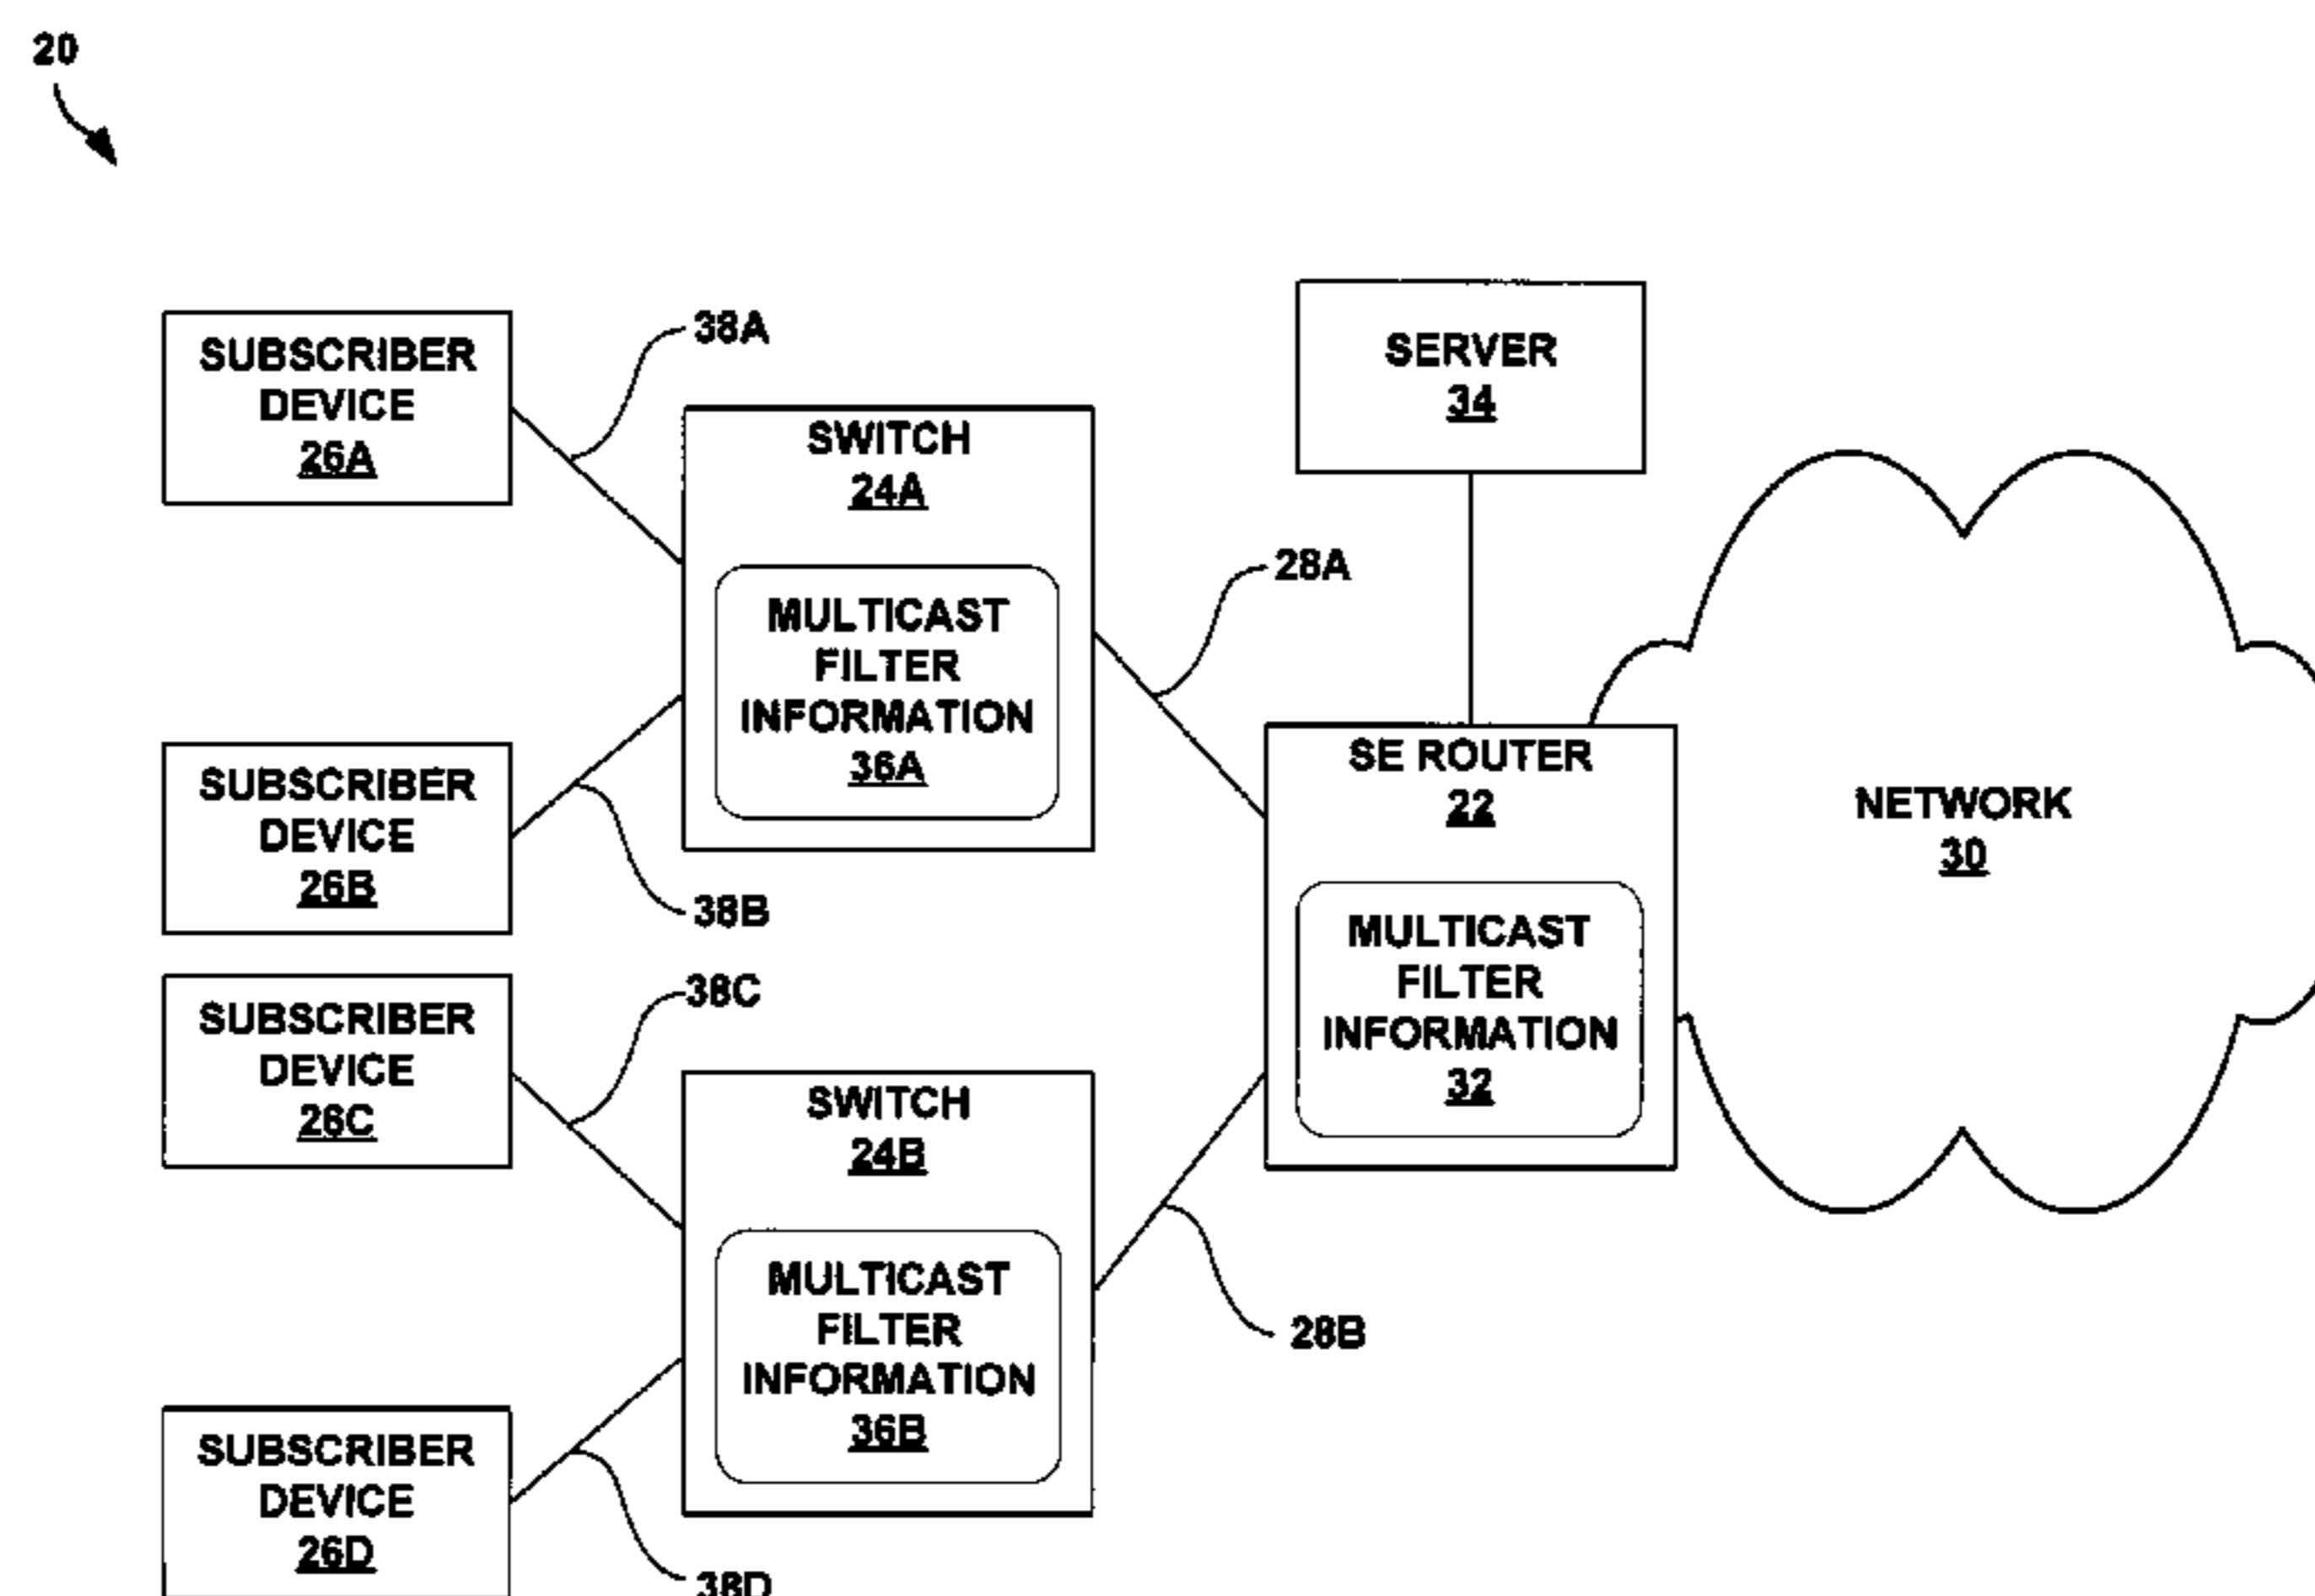 20
SUBSCRIBER
DEVICE
26A
38A
SWITCH
24A
MULTICAST
FILTER
INFORMATION
36A
SERVER
34
28A
SUBSCRIBER
DEVICE
26B
38B
SE ROUTER
22
MULTICAST
FILTER
INFORMATION
32
NETWORK
30
SUBSCRIBER
DEVICE
26C
38C
SWITCH
24B
MULTICAST
FILTER
INFORMATION
36B
28B
SUBSCRIBER
DEVICE
26D
38D